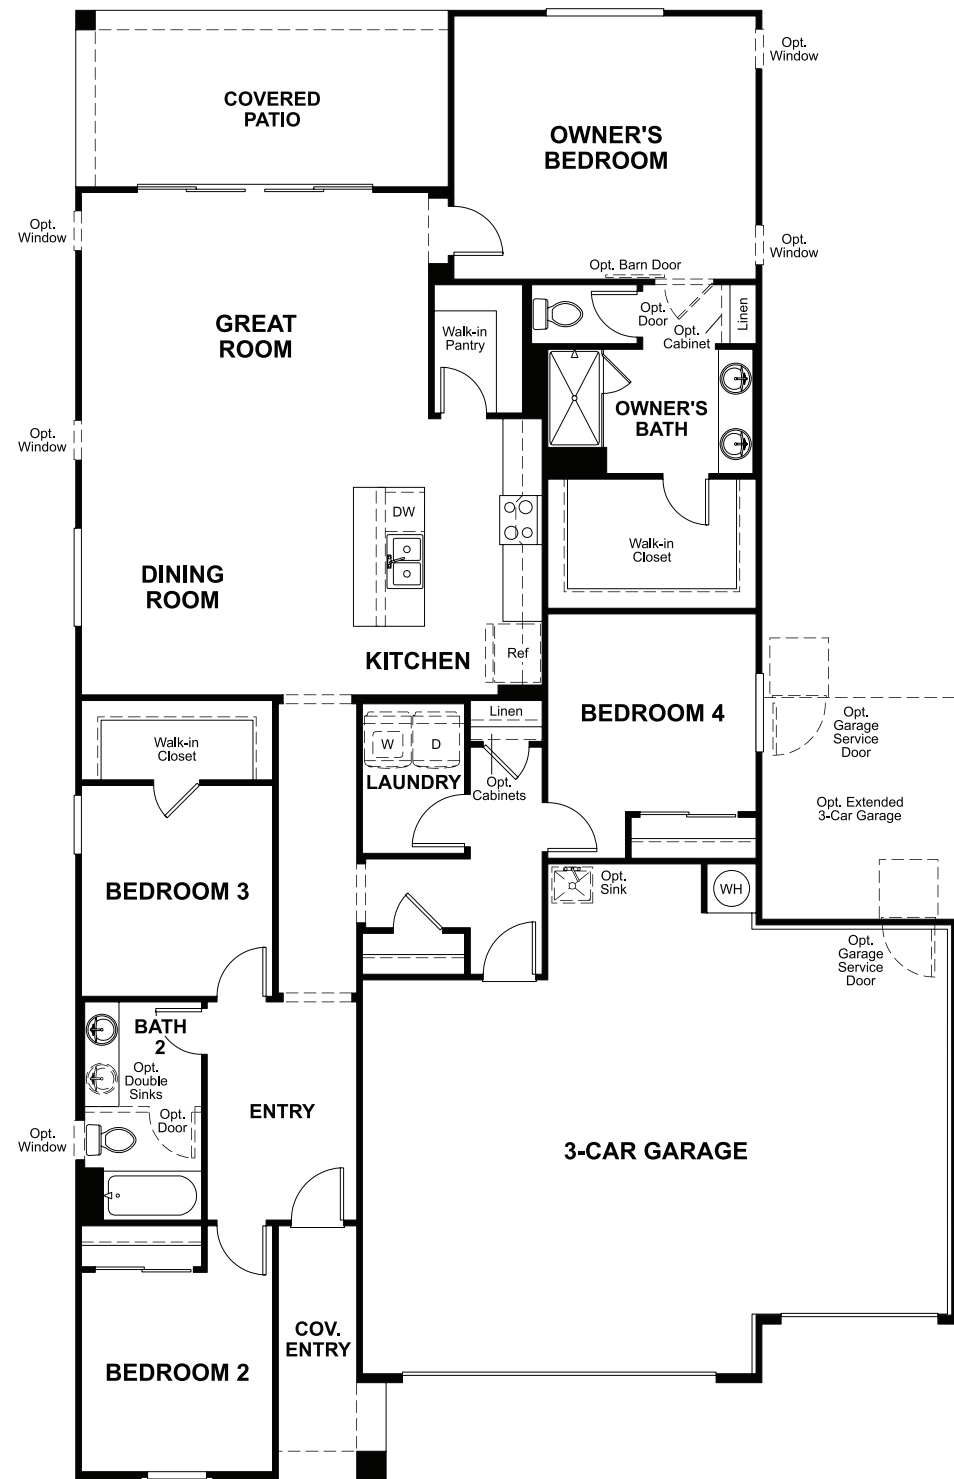 Opt.
Window
COVERED
PATIO
OWNER'S
BEDROOM
Opt.
Window
Opt.
Window
Opt. Barn Door
GREAT
ROOM
Walk-in
Pantry
Opt.
Door
Opt.
Cabinet
Linen
OWNER'S
BATH
Opt.
Window
DW
DINING
ROOM
Walk-in
Closet
KITCHEN
Ref
Walk-in
Closet
W
D
LAUNDRY
Linen
Opt.
Cabinets
BEDROOM 4
Opt.
Garage
Service
Door
Opt. Extended
3-Car Garage
BEDROOM 3
Opt.
Sink
WH
Opt.
Garage
Service
Door
BATH
2
Opt.
Double
Sinks
Opt.
Door
Opt.
Window
ENTRY
3-CAR GARAGE
COV.
ENTRY
BEDROOM 2